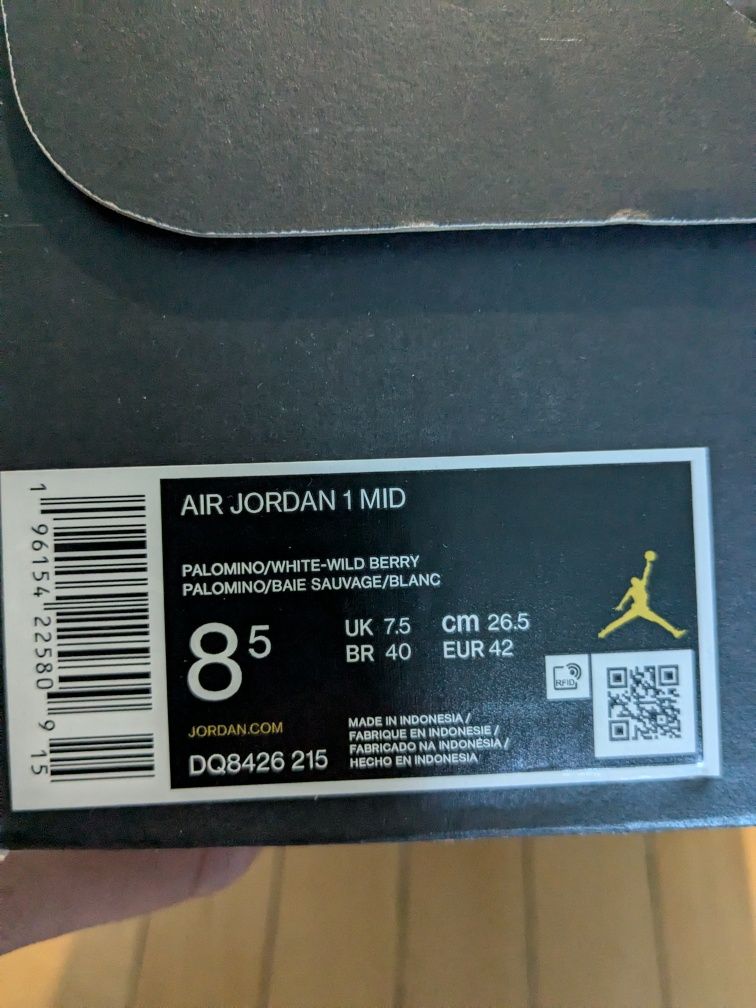 AIR JORDAN 1 MID
PALOMINO/WHITE-WILD BERRY
PALOMINO/BAIE SAUVAGE/BLANC
8 5
UK 7.5 cm 26.5
BR 40 EUR 42
RFID
JORDAN.COM
DQ8426 215
MADE IN INDONESIA /
FABRIQUE EN INDONESIE /
FABRICADO NA INDONÉSIA /
HECHO EN INDONESIA
1 96154 22580 9 15